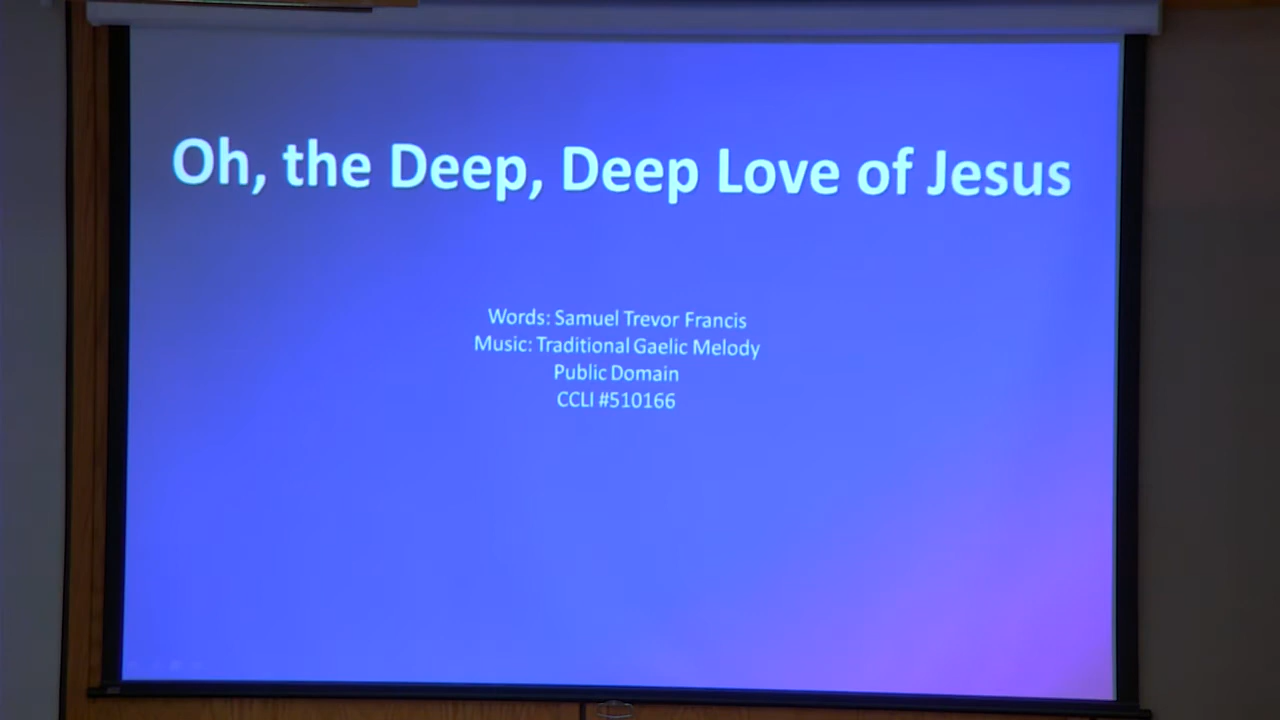 Oh, the Deep, Deep Love of Jesus
Words: Samuel Trevor Francis
Music: Traditional Gaelic Melody
Public Domain
CCLI #510166